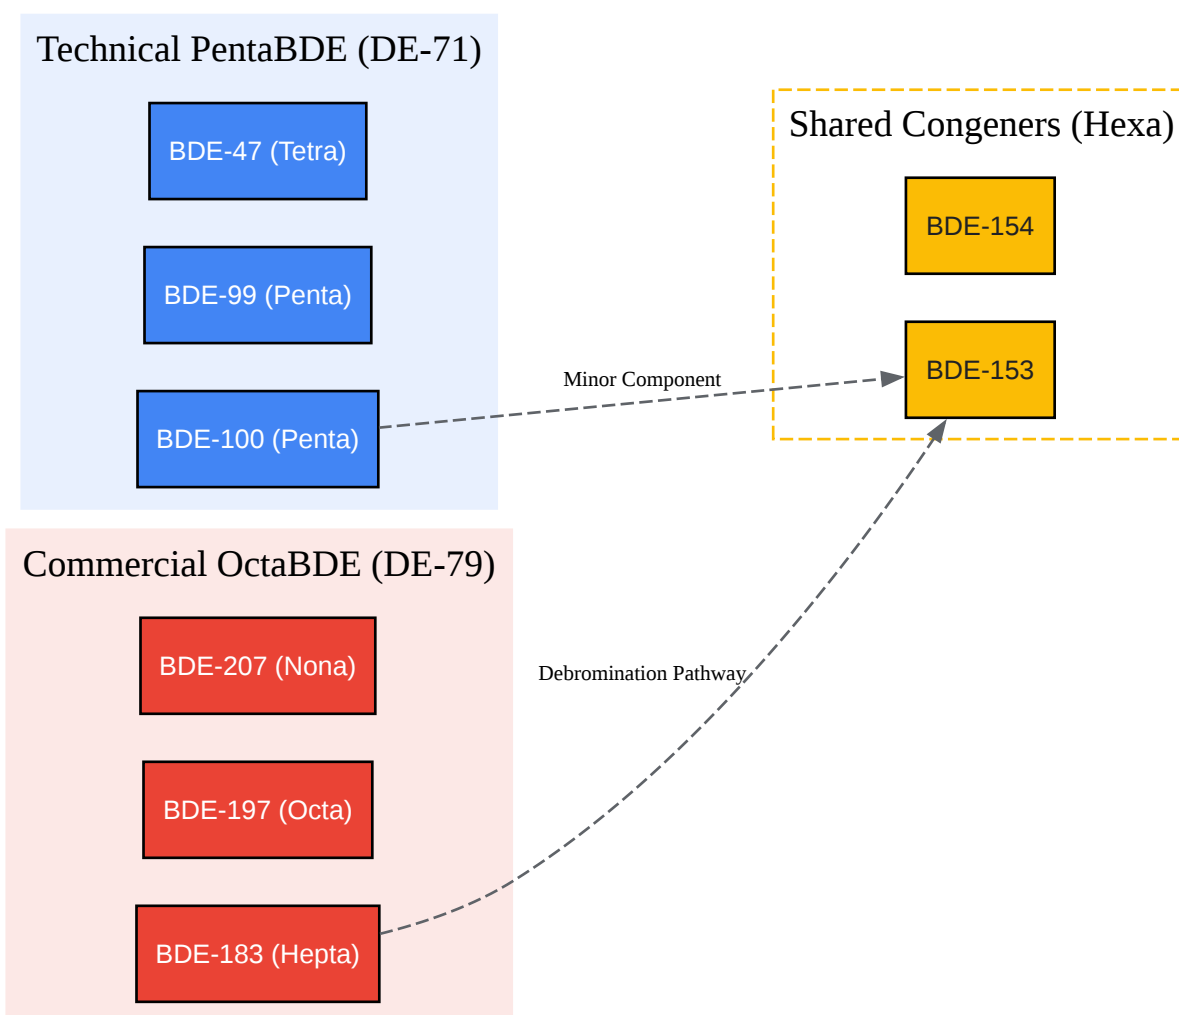 Technical PentaBDE (DE-71)
BDE-47 (Tetra)
BDE-99 (Penta)
BDE-100 (Penta)
Shared Congeners (Hexa)
BDE-154
BDE-153
Minor Component
Commercial OctaBDE (DE-79)
BDE-207 (Nona)
BDE-197 (Octa)
BDE-183 (Hepta)
Debromination Pathway